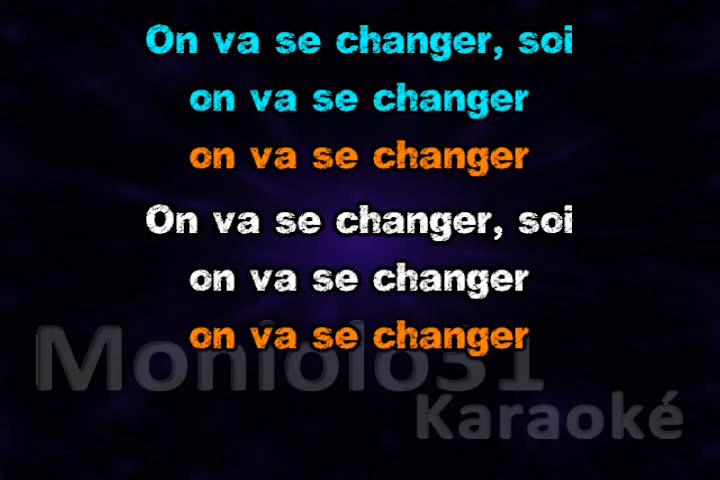 On va se changer, soi
on va se changer
on va se changer
On va se changer, soi
on va se changer
on va se changer
Moniolo31
Karaoké